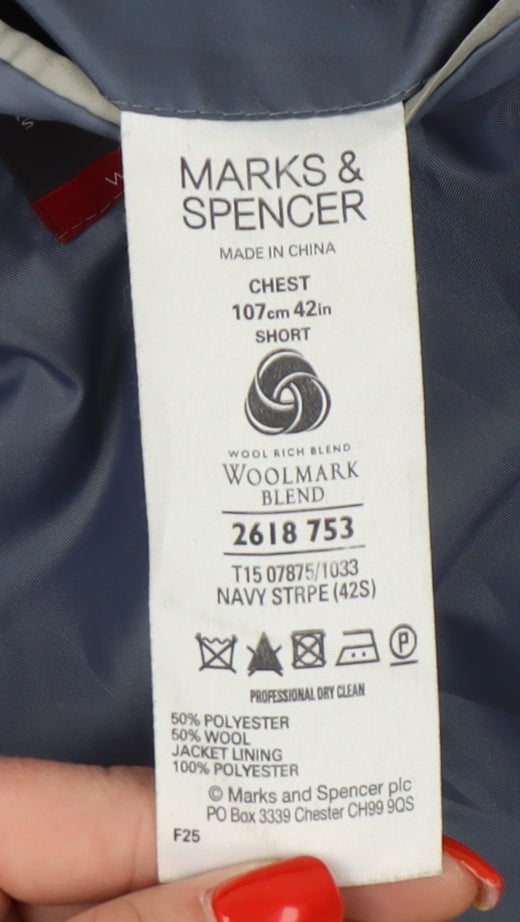 MARKS &
SPENCER
MADE IN CHINA
CHEST
107cm 42in
SHORT
WOOL RICH BLEND
WOOLMARK
BLEND
2618 753
T15 07875/1033
NAVY STRPE (42S)
P
PROFESSIONAL DRY CLEAN
50% POLYESTER
50% WOOL
JACKET LINING
100% POLYESTER
© Marks and Spencer plc
PO Box 3339 Chester CH99 9QS
F25